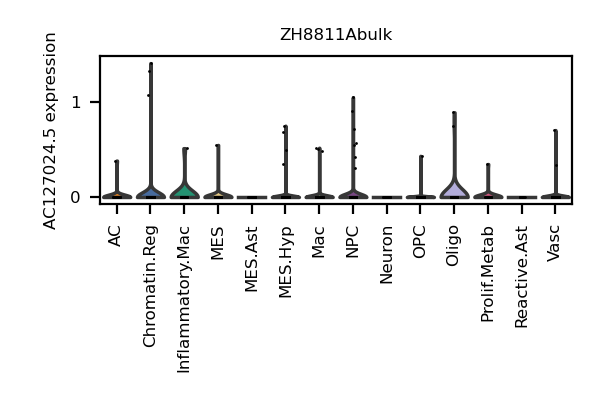 ZH8811Abulk
AC127024.5 expression
1
0
AC
Chromatin.Reg
Inflammatory.Mac
MES
MES.Ast
MES.Hyp
Mac
NPC
Neuron
OPC
Oligo
Prolif.Metab
Reactive.Ast
Vasc